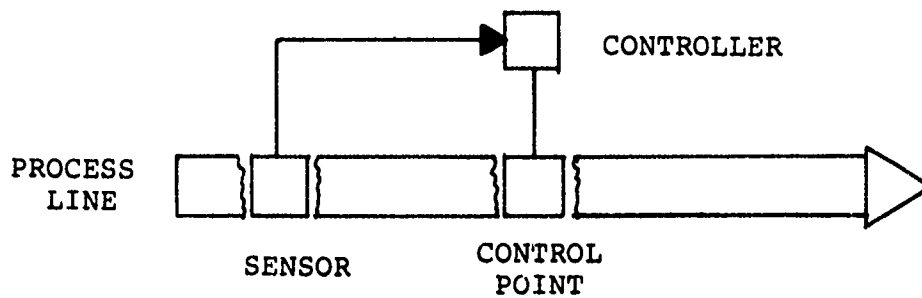 CONTROLLER
PROCESS
LINE
SENSOR
CONTROL
POINT